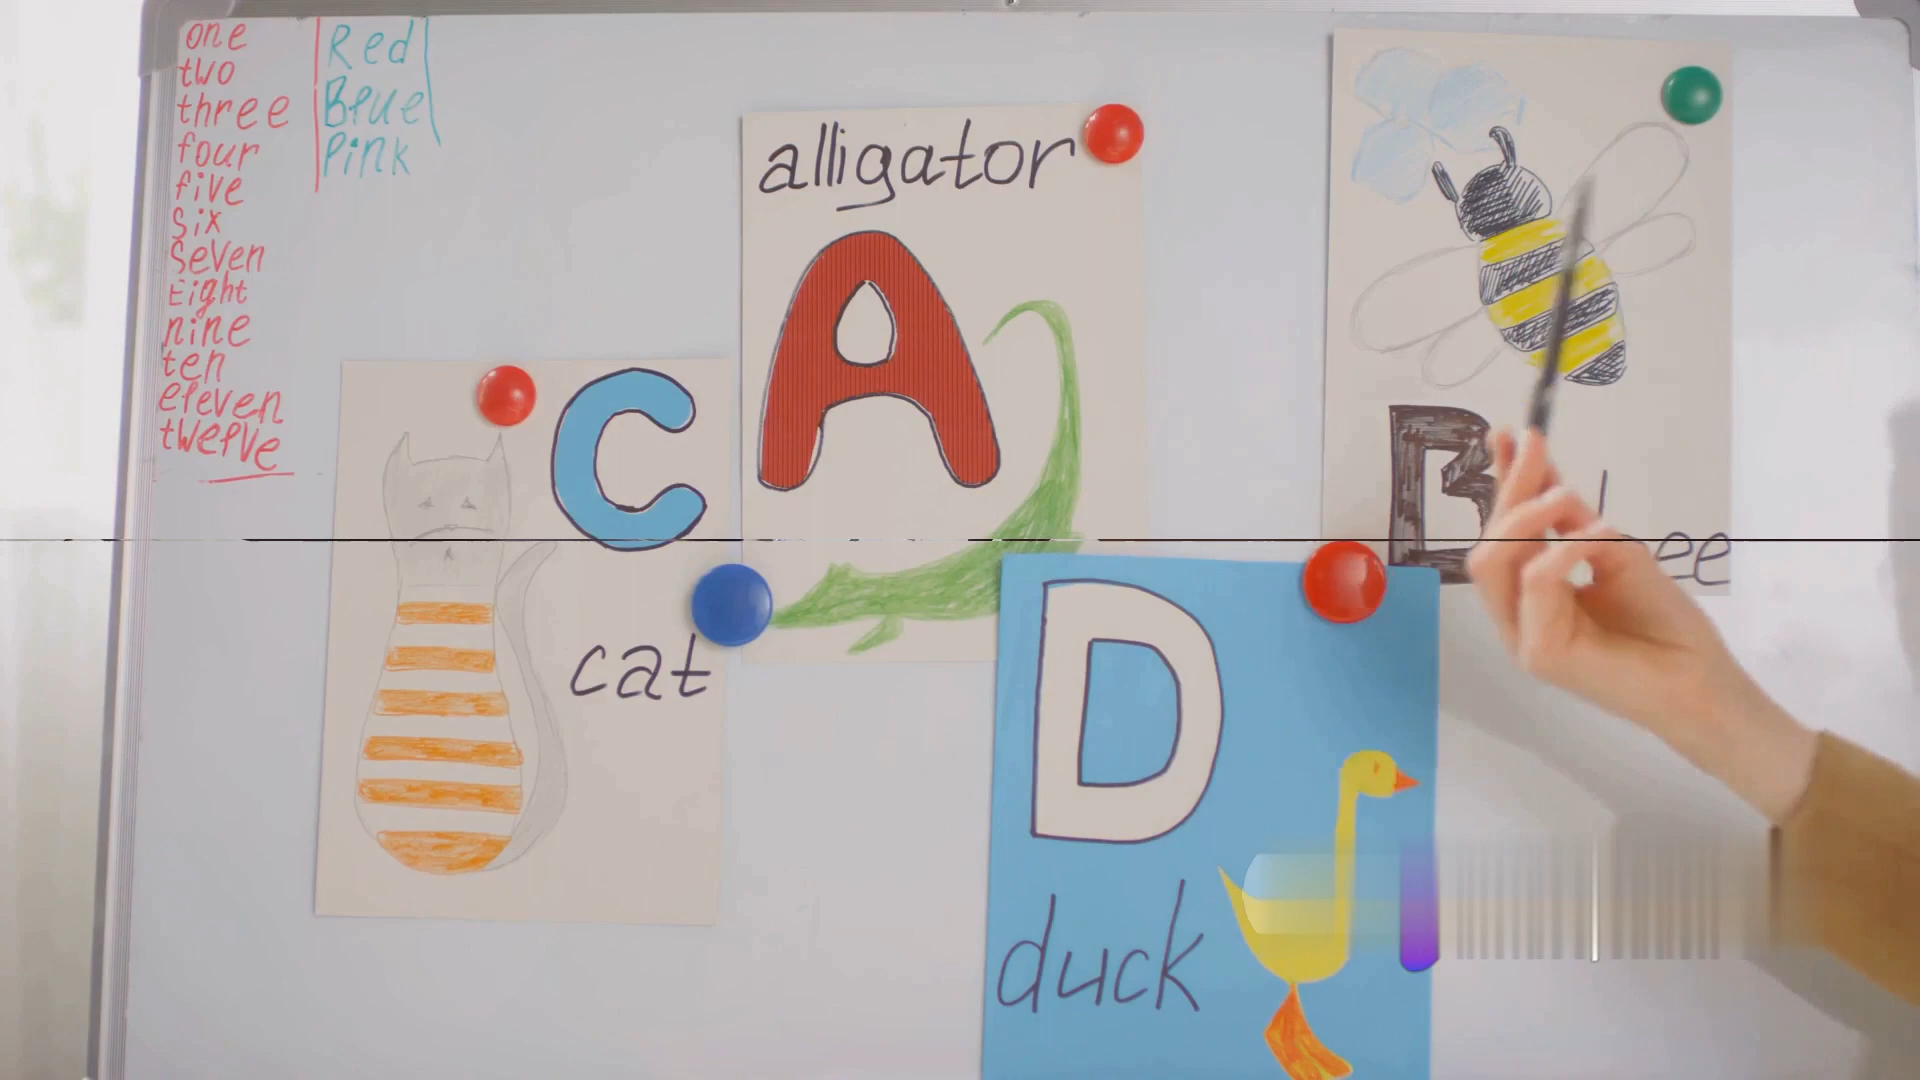 one
two
three
four
five
six
Seven
Eight
nine
ten
eleven
twelve
Red
Blue
Pink
C
cat
alligator
A
B
bee
D
duck